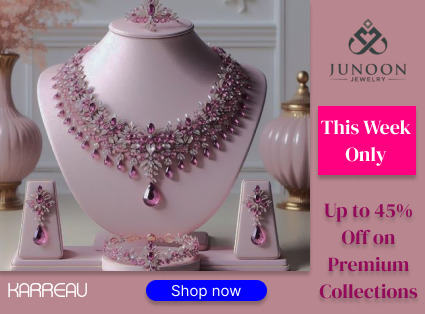 JUNOON
JEWELRY
This Week
Only
Up to 45%
Off on
Premium
Collections
KARREAU
Shop now